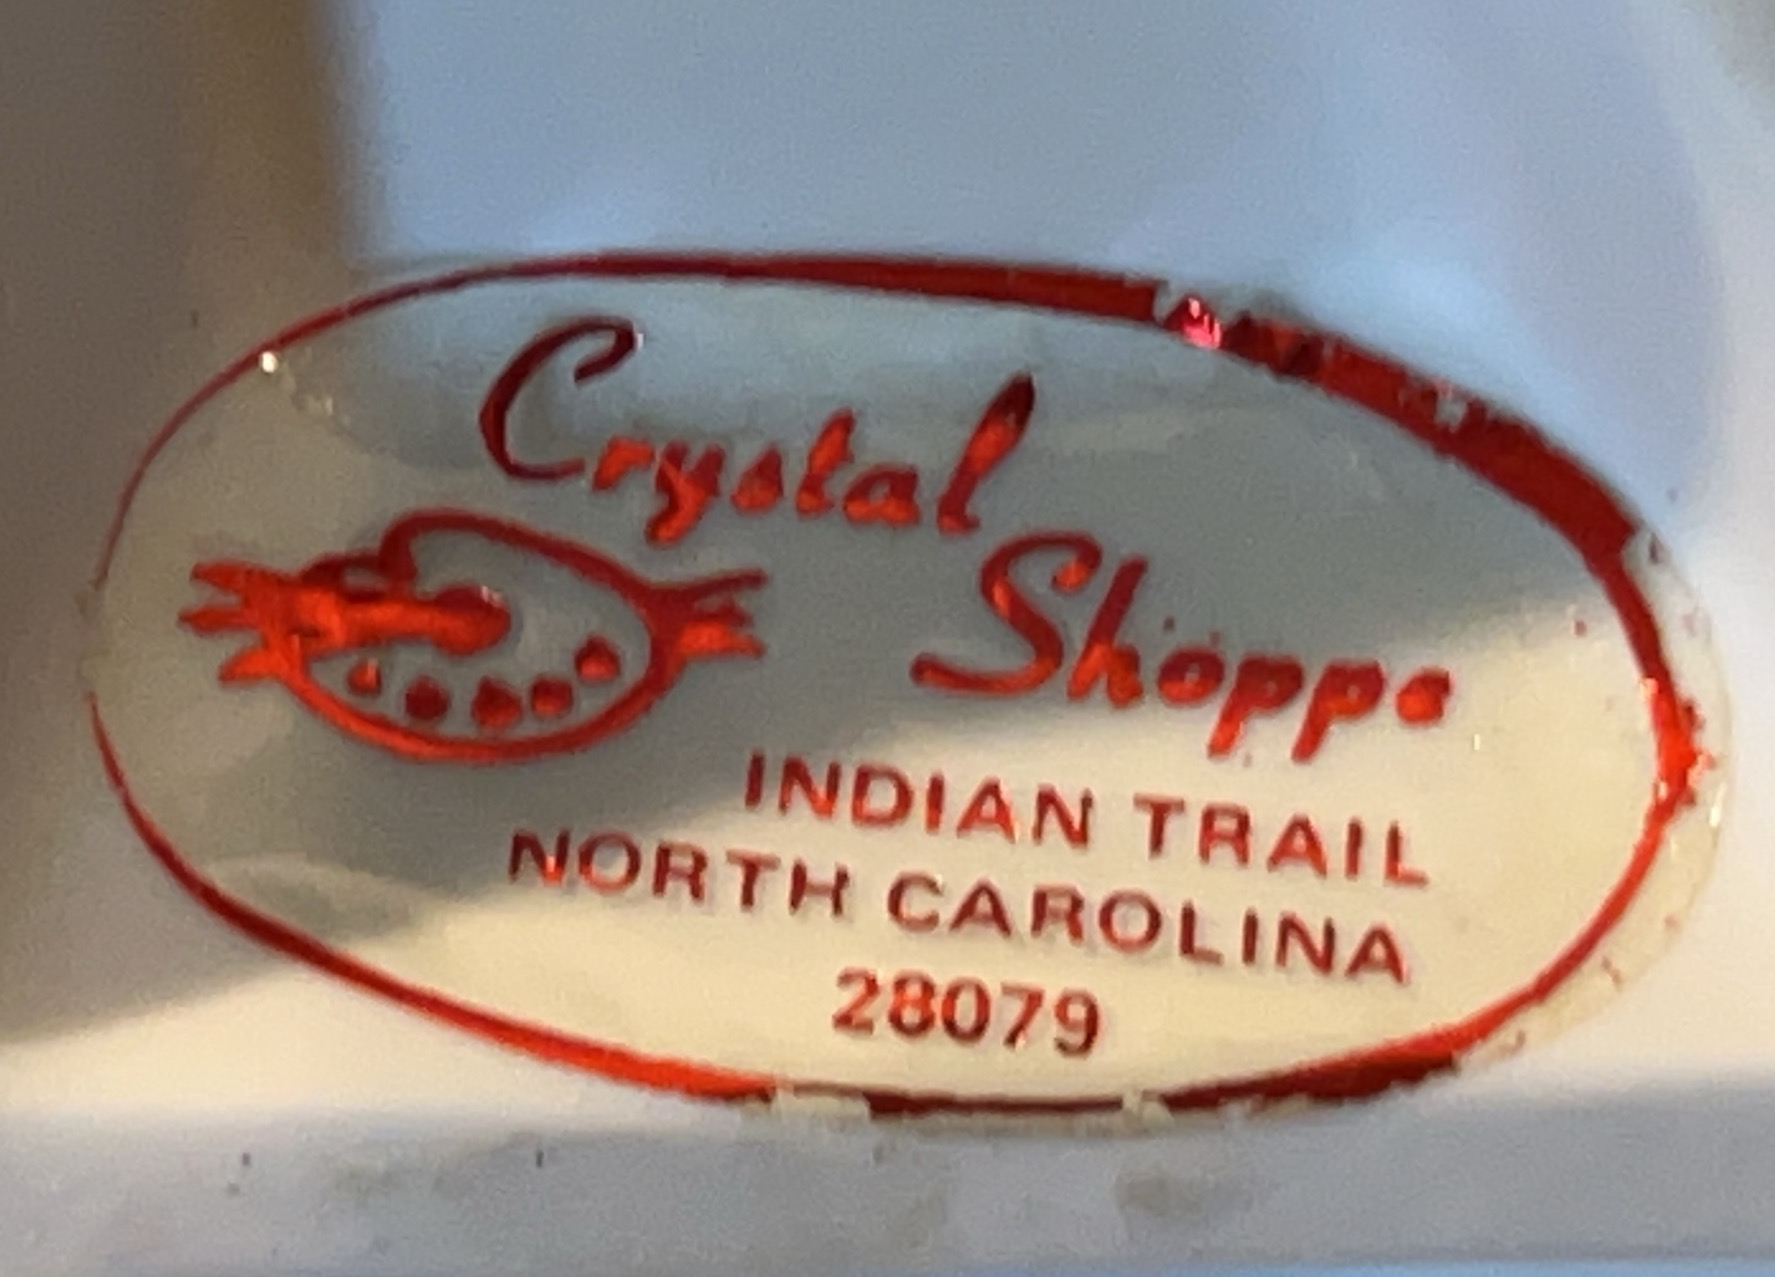 Crystal
Shoppe
INDIAN TRAIL
NORTH CAROLINA
28079